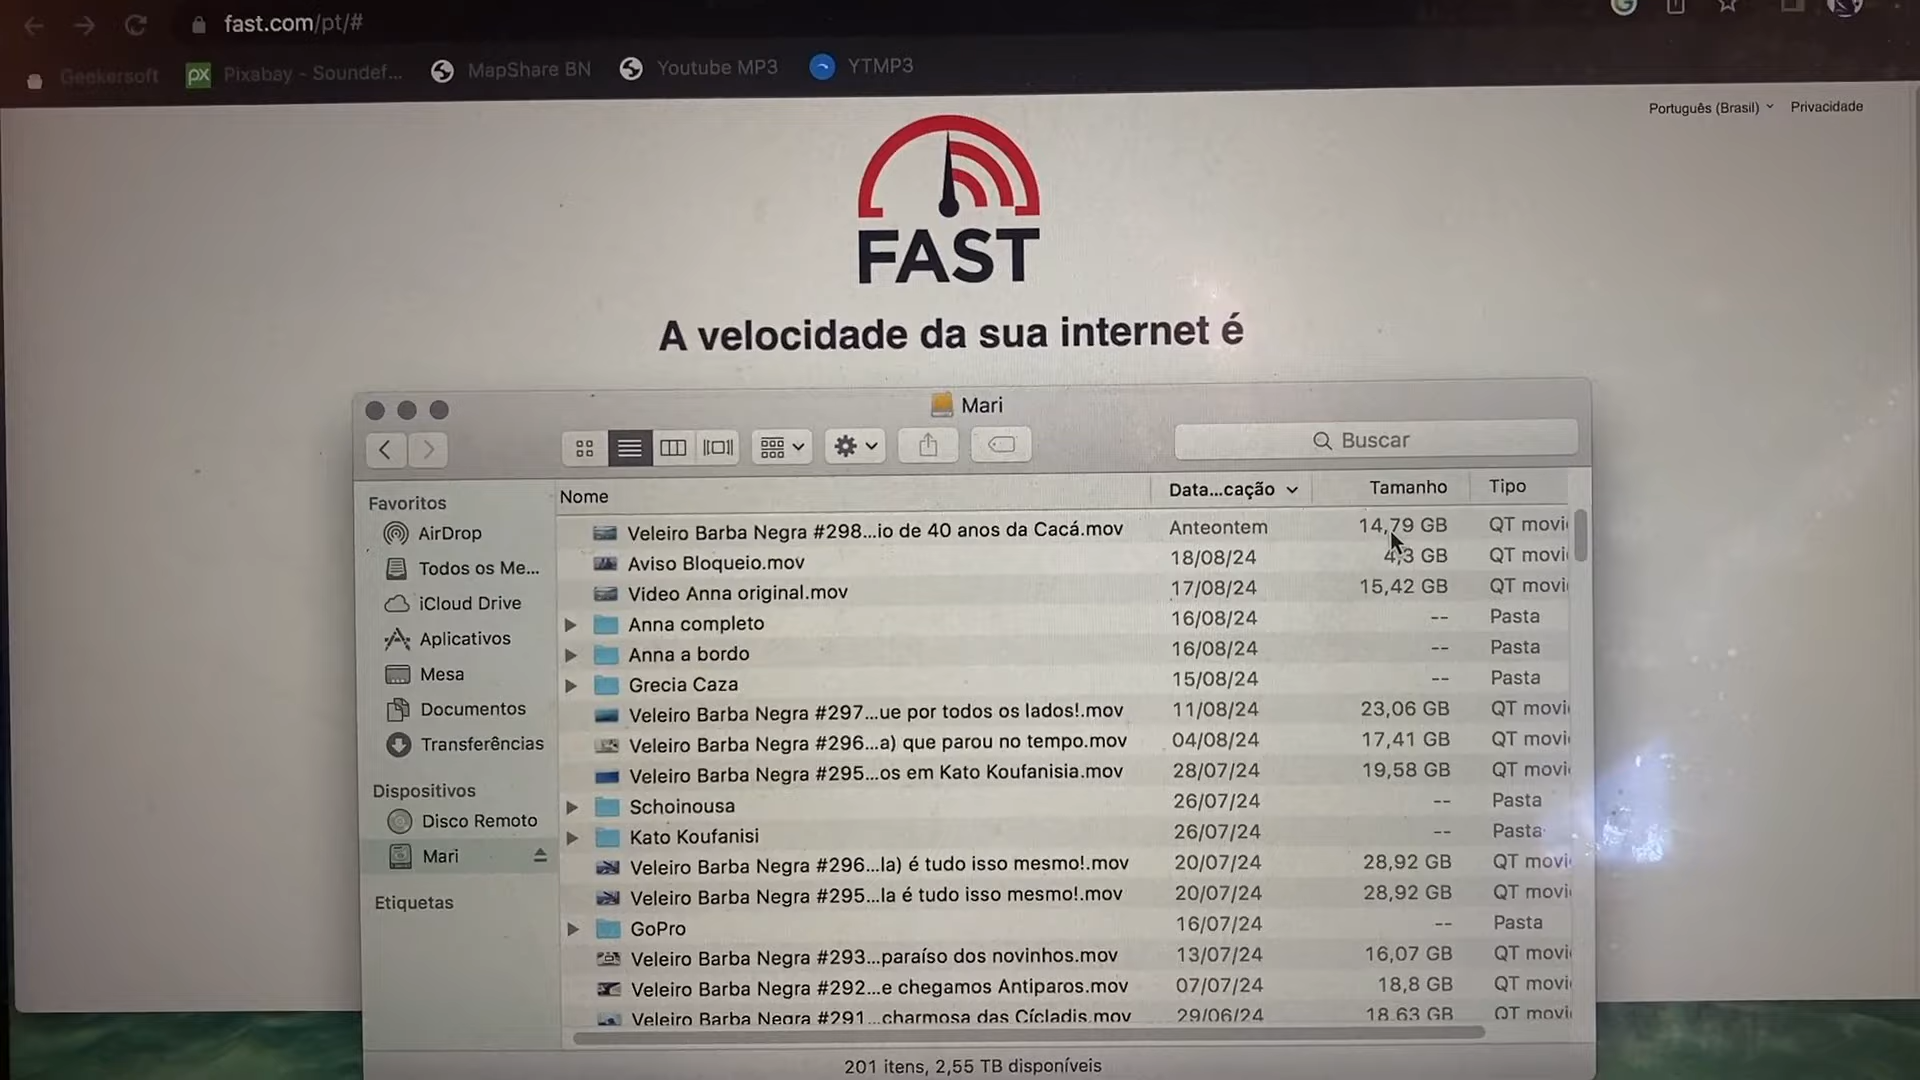 fast.com/pt/#
Geekersoft
px Pixabay - Soundef...
MapShare BN
Youtube MP3
YTMP3
Português (Brasil)
Privacidade
FAST
A velocidade da sua internet é
Mari
Buscar
Favoritos
AirDrop
Todos os Me...
iCloud Drive
Aplicativos
Mesa
Documentos
Transferências
Dispositivos
Disco Remoto
Mari
Etiquetas
Nome Data...cação Tamanho Tipo
Veleiro Barba Negra #298...io de 40 anos da Cacá.mov Anteontem 14,79 GB QT movi
Aviso Bloqueio.mov 18/08/24 4,3 GB QT movi
Video Anna original.mov 17/08/24 15,42 GB QT movi
Anna completo 16/08/24 -- Pasta
Anna a bordo 16/08/24 -- Pasta
Grecia Caza 15/08/24 -- Pasta
Veleiro Barba Negra #297...ue por todos os lados!.mov 11/08/24 23,06 GB QT movi
Veleiro Barba Negra #296...a) que parou no tempo.mov 04/08/24 17,41 GB QT movi
Veleiro Barba Negra #295...os em Kato Koufanisia.mov 28/07/24 19,58 GB QT movi
Schoinousa 26/07/24 -- Pasta
Kato Koufanisi 26/07/24 -- Pasta
Veleiro Barba Negra #296...la) é tudo isso mesmo!.mov 20/07/24 28,92 GB QT movi
Veleiro Barba Negra #295...la é tudo isso mesmo!.mov 20/07/24 28,92 GB QT movi
GoPro 16/07/24 -- Pasta
Veleiro Barba Negra #293...paraíso dos novinhos.mov 13/07/24 16,07 GB QT movi
Veleiro Barba Negra #292...e chegamos Antiparos.mov 07/07/24 18,8 GB QT movi
Veleiro Barba Negra #291...charmosa das Cícladis.mov 29/06/24 18,63 GB QT movi
201 itens, 2,55 TB disponíveis